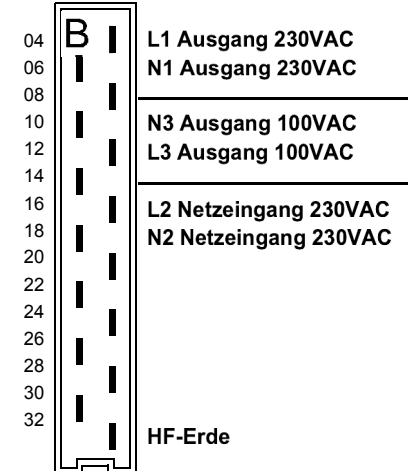 B
04 L1 Ausgang 230VAC
06 N1 Ausgang 230VAC
08
10 N3 Ausgang 100VAC
12 L3 Ausgang 100VAC
14
16 L2 Netzeingang 230VAC
18 N2 Netzeingang 230VAC
20
22
24
26
28
30
32
HF-Erde